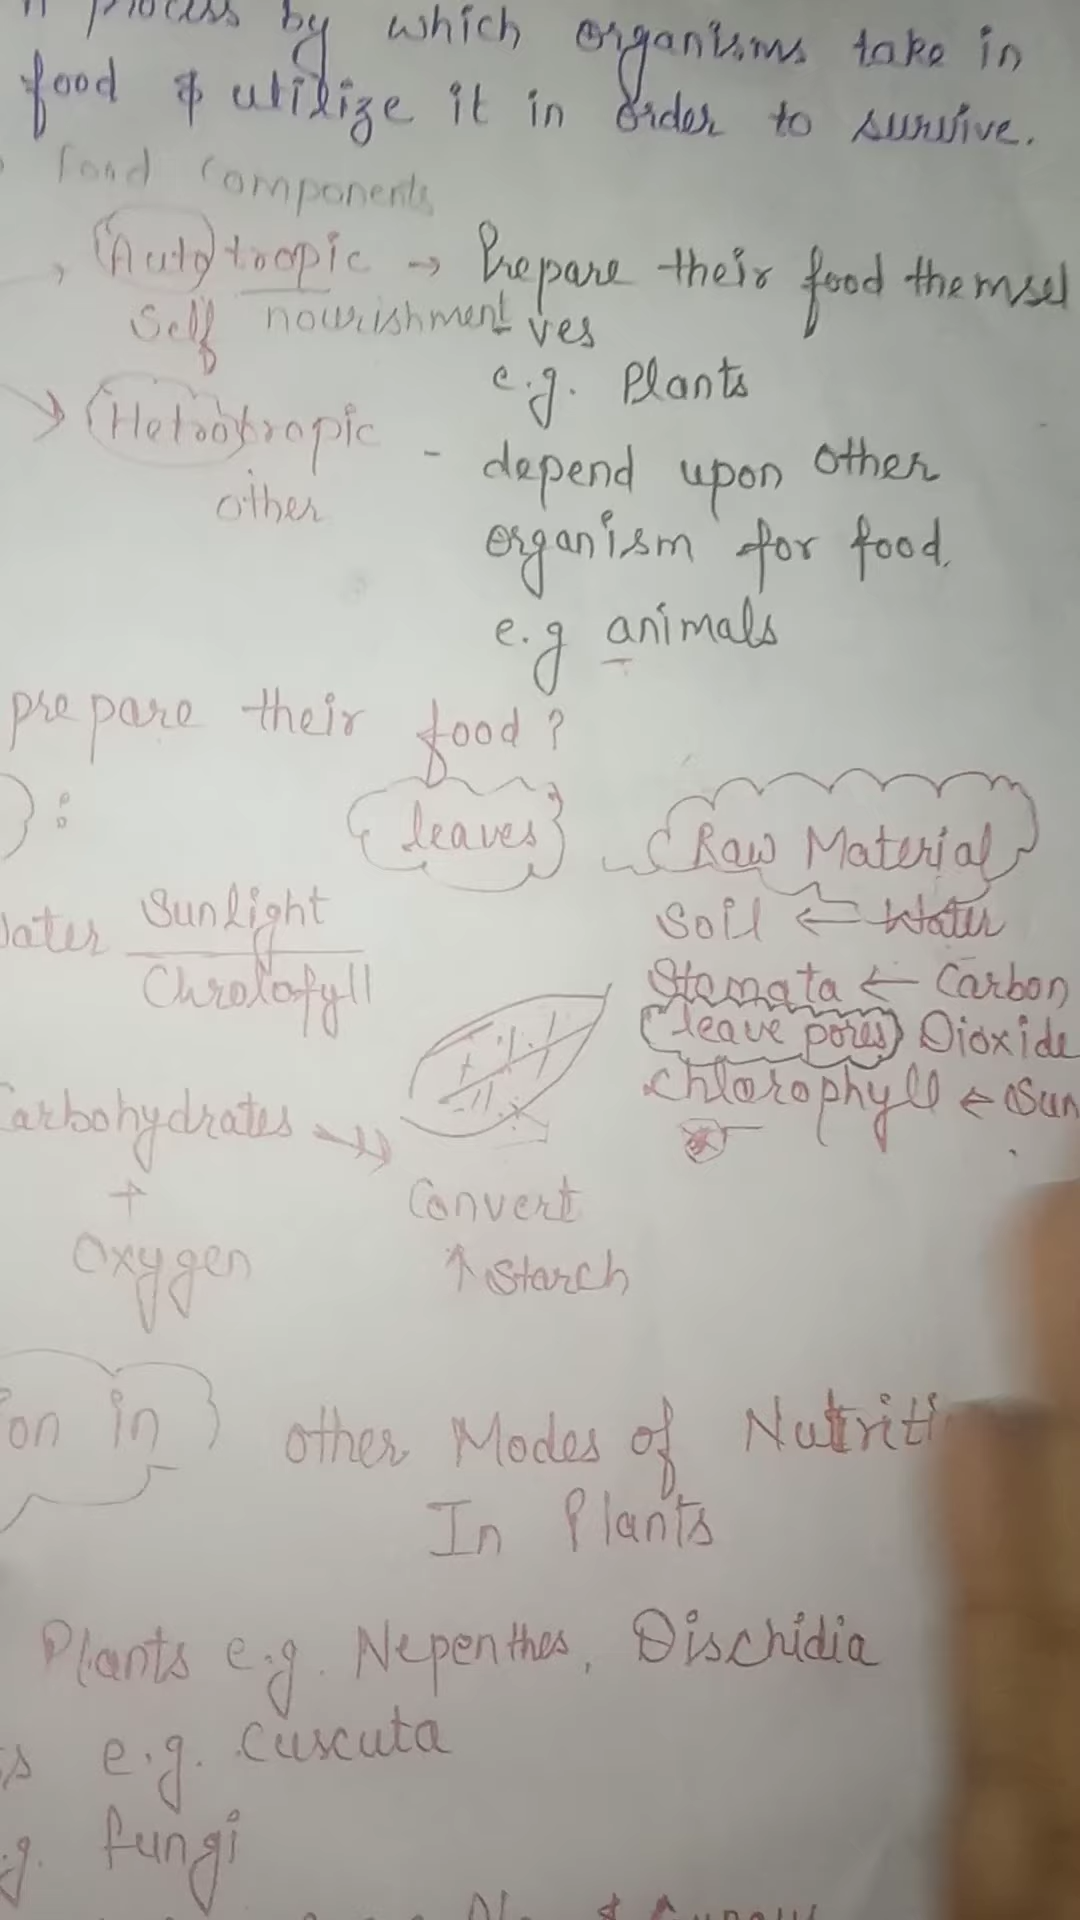 process by which organisms take in
food & utilize it in order to survive.
food components
Autotropic → Prepare their food themsel
self nourishment ves
e.g. Plants
Hetrotropic - depend upon other
other
organism for food.
e.g animals
prepare their food?
: leaves Raw Material
Sunlight
Chrolofyll
Soil ← Water
Stomata ← Carbon
leave pores Dioxide
Chlorophyll ← Sun
arbohydrates
+
Oxygen
Convert
↑ Starch
on in
Other Modes of Nutriti
In Plants
Plants e.g. Nepenthes, Dischidia
s e.g. Cuscuta
g. fungi